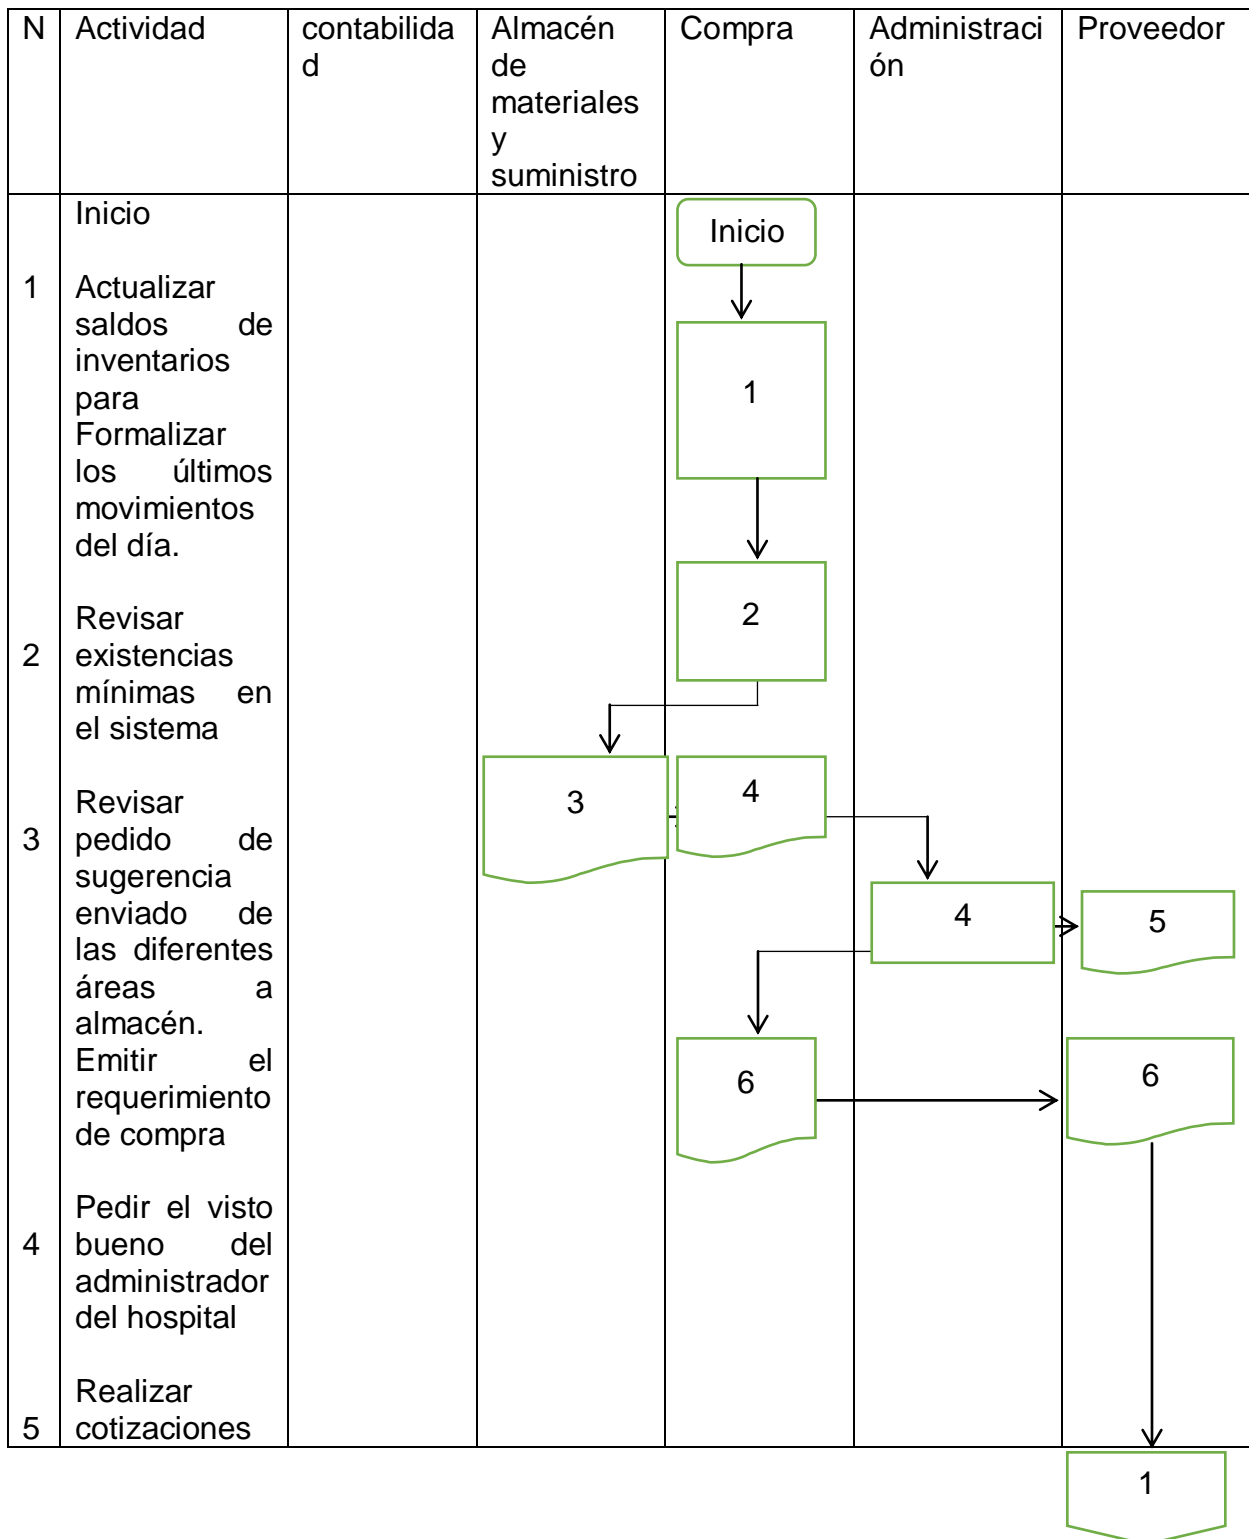 N
Actividad
contabilida
d
Almacén
de
materiales
y
suministro
Compra
Administraci
ón
Proveedor
Inicio
1
Actualizar
saldos de
inventarios
para
Formalizar
los últimos
movimientos
del día.
2
Revisar
existencias
mínimas en
el sistema
3
Revisar
pedido de
sugerencia
enviado de
las diferentes
áreas a
almacén.
Emitir el
requerimiento
de compra
4
Pedir el visto
bueno del
administrador
del hospital
5
Realizar
cotizaciones
Inicio
1
2
3
4
4
5
6
6
1